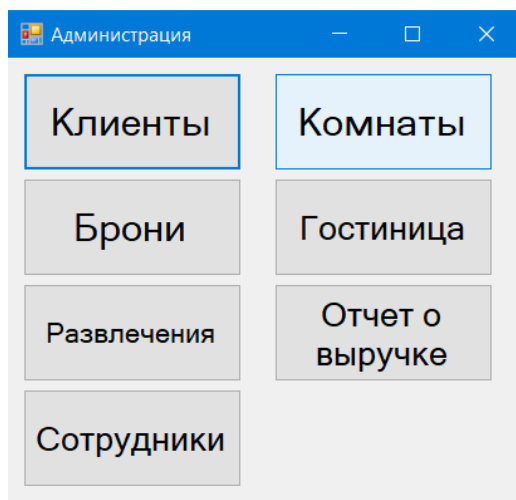 Администрация
Клиенты
Комнаты
Брони
Гостиница
Развлечения
Отчет о
выручке
Сотрудники